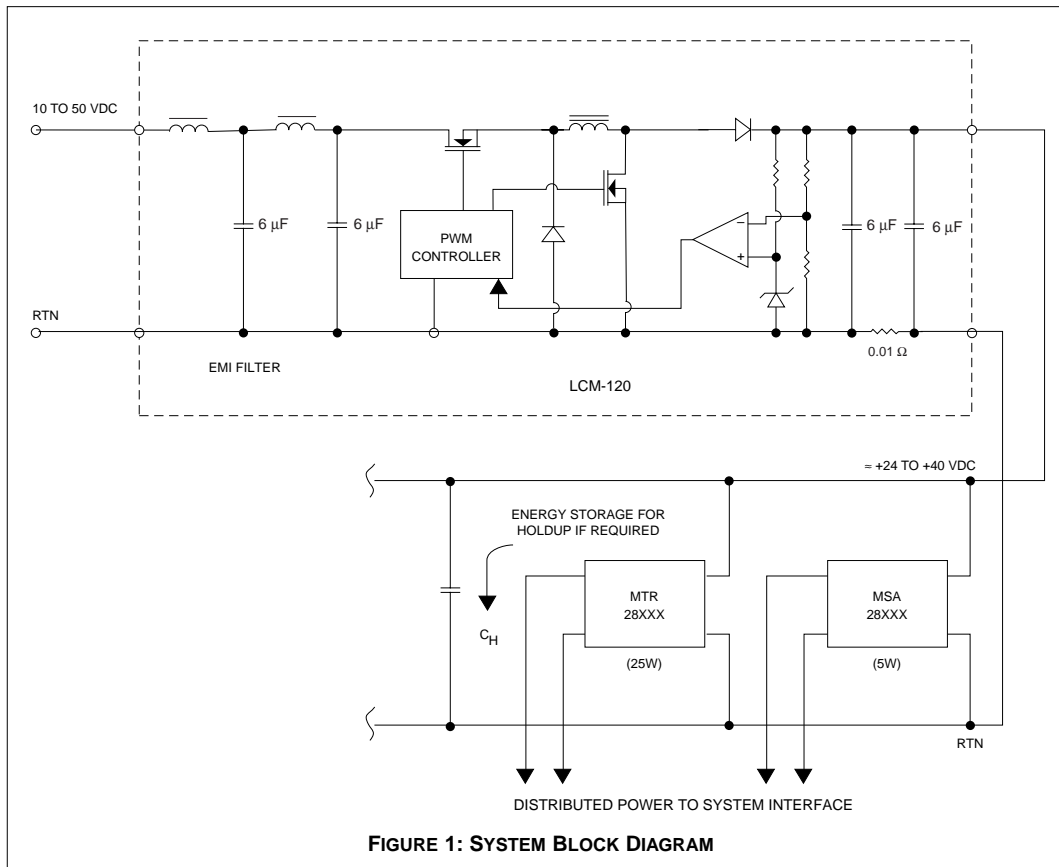 10 TO 50 VDC
6 μF
6 μF
PWM
CONTROLLER
−
+
6 μF
6 μF
RTN
0.01 Ω
EMI FILTER
LCM-120
≈ +24 TO +40 VDC
ENERGY STORAGE FOR
HOLDUP IF REQUIRED
CH
MTR
28XXX
(25W)
MSA
28XXX
(5W)
RTN
DISTRIBUTED POWER TO SYSTEM INTERFACE
FIGURE 1: SYSTEM BLOCK DIAGRAM